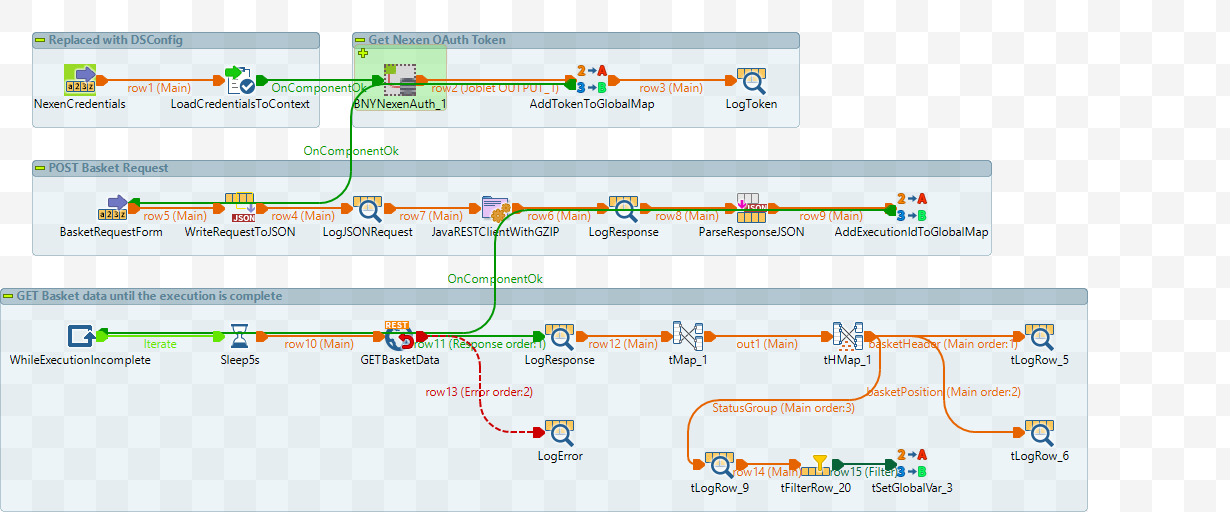 Replaced with DSConfig
Get Nexen OAuth Token
row1 (Main)
OnComponentOk
row2 (Joblet OUTPUT_1)
row3 (Main)
NexenCredentials
LoadCredentialsToContext
BNYNexenAuth_1
AddTokenToGlobalMap
LogToken
OnComponentOk
POST Basket Request
row5 (Main)
row4 (Main)
row7 (Main)
row6 (Main)
row8 (Main)
row9 (Main)
BasketRequestForm
WriteRequestToJSON
LogJSONRequest
JavaRESTClientWithGZIP
LogResponse
ParseResponseJSON
AddExecutionIdToGlobalMap
OnComponentOk
GET Basket data until the execution is complete
Iterate
row10 (Main)
row11 (Response order:1)
row12 (Main)
out1 (Main)
basketHeader (Main order:1)
WhileExecutionIncomplete
Sleep5s
GETBasketData
LogResponse
tMap_1
tHMap_1
tLogRow_5
row13 (Error order:2)
basketPosition (Main order:2)
StatusGroup (Main order:3)
LogError
tLogRow_6
row14 (Main)
row15 (Filter)
tLogRow_9
tFilterRow_20
tSetGlobalVar_3